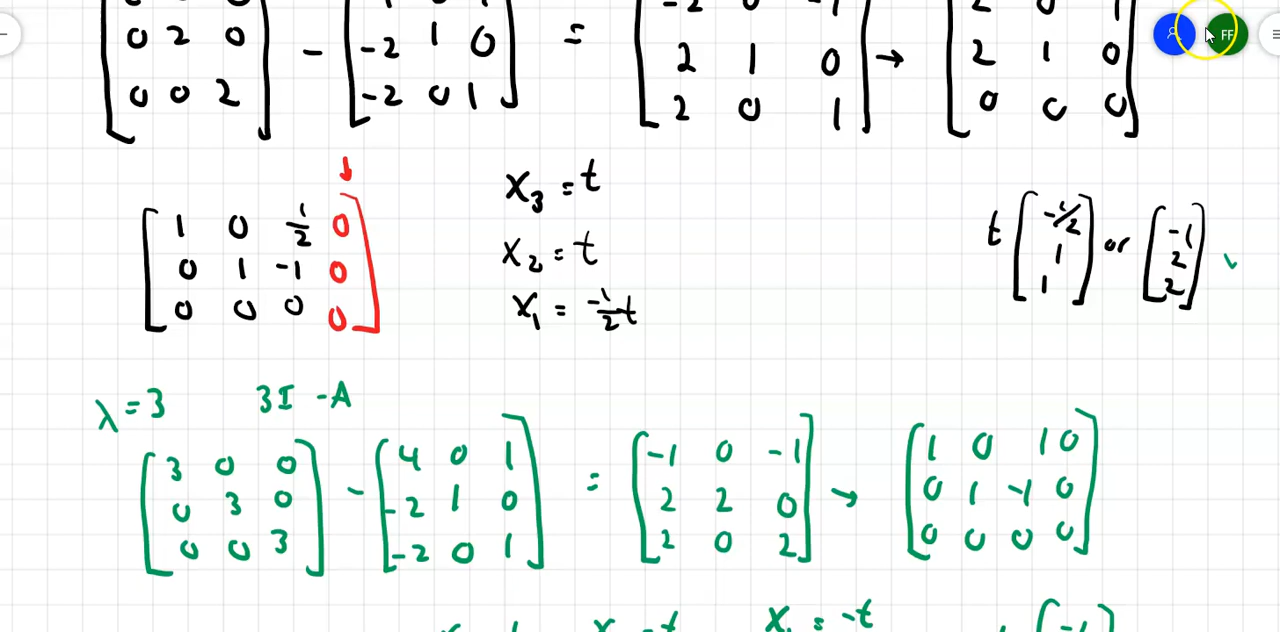 0 2 0 - -2 1 0 = 2 1 0 → 2 1 0
0 0 2 -2 0 1 2 0 1 0 0 0
FF
1 0 1/2 0
0 1 -1 0
0 0 0 0
x₃ = t
x₂ = t
x₁ = -1/2 t
t [-1/2 1 1] or [-1 2 2]
λ = 3 3I - A
3 0 0 - 4 0 1 = -1 0 -1 → 1 0 1 0
0 3 0 -2 1 0 2 2 0 0 1 -1 0
0 0 3 -2 0 1 2 0 2 0 0 0 0
x₁ = -t